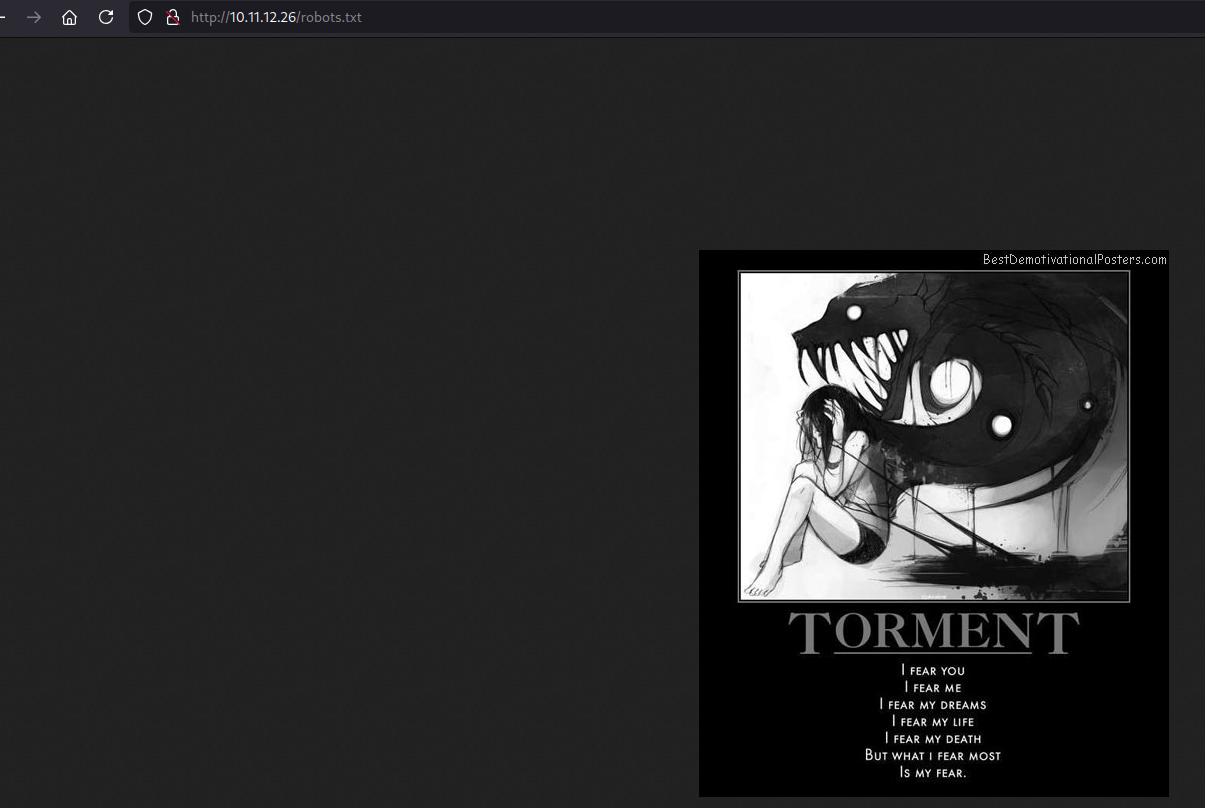 http://10.11.12.26/robots.txt
BestDemotivationalPosters.com
TORMENT
I FEAR YOU
I FEAR ME
I FEAR MY DREAMS
I FEAR MY LIFE
I FEAR MY DEATH
BUT WHAT I FEAR MOST
IS MY FEAR.